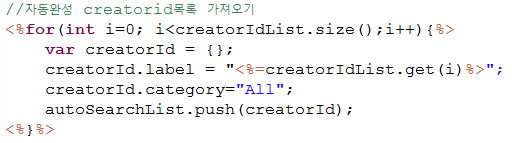 //자동완성 creatorid목록 가져오기
<%for(int i=0; i<creatorIdList.size();i++){%>
    var creatorId = {};
    creatorId.label = "<%=creatorIdList.get(i)%>";
    creatorId.category="All";
    autoSearchList.push(creatorId);
<%}%>